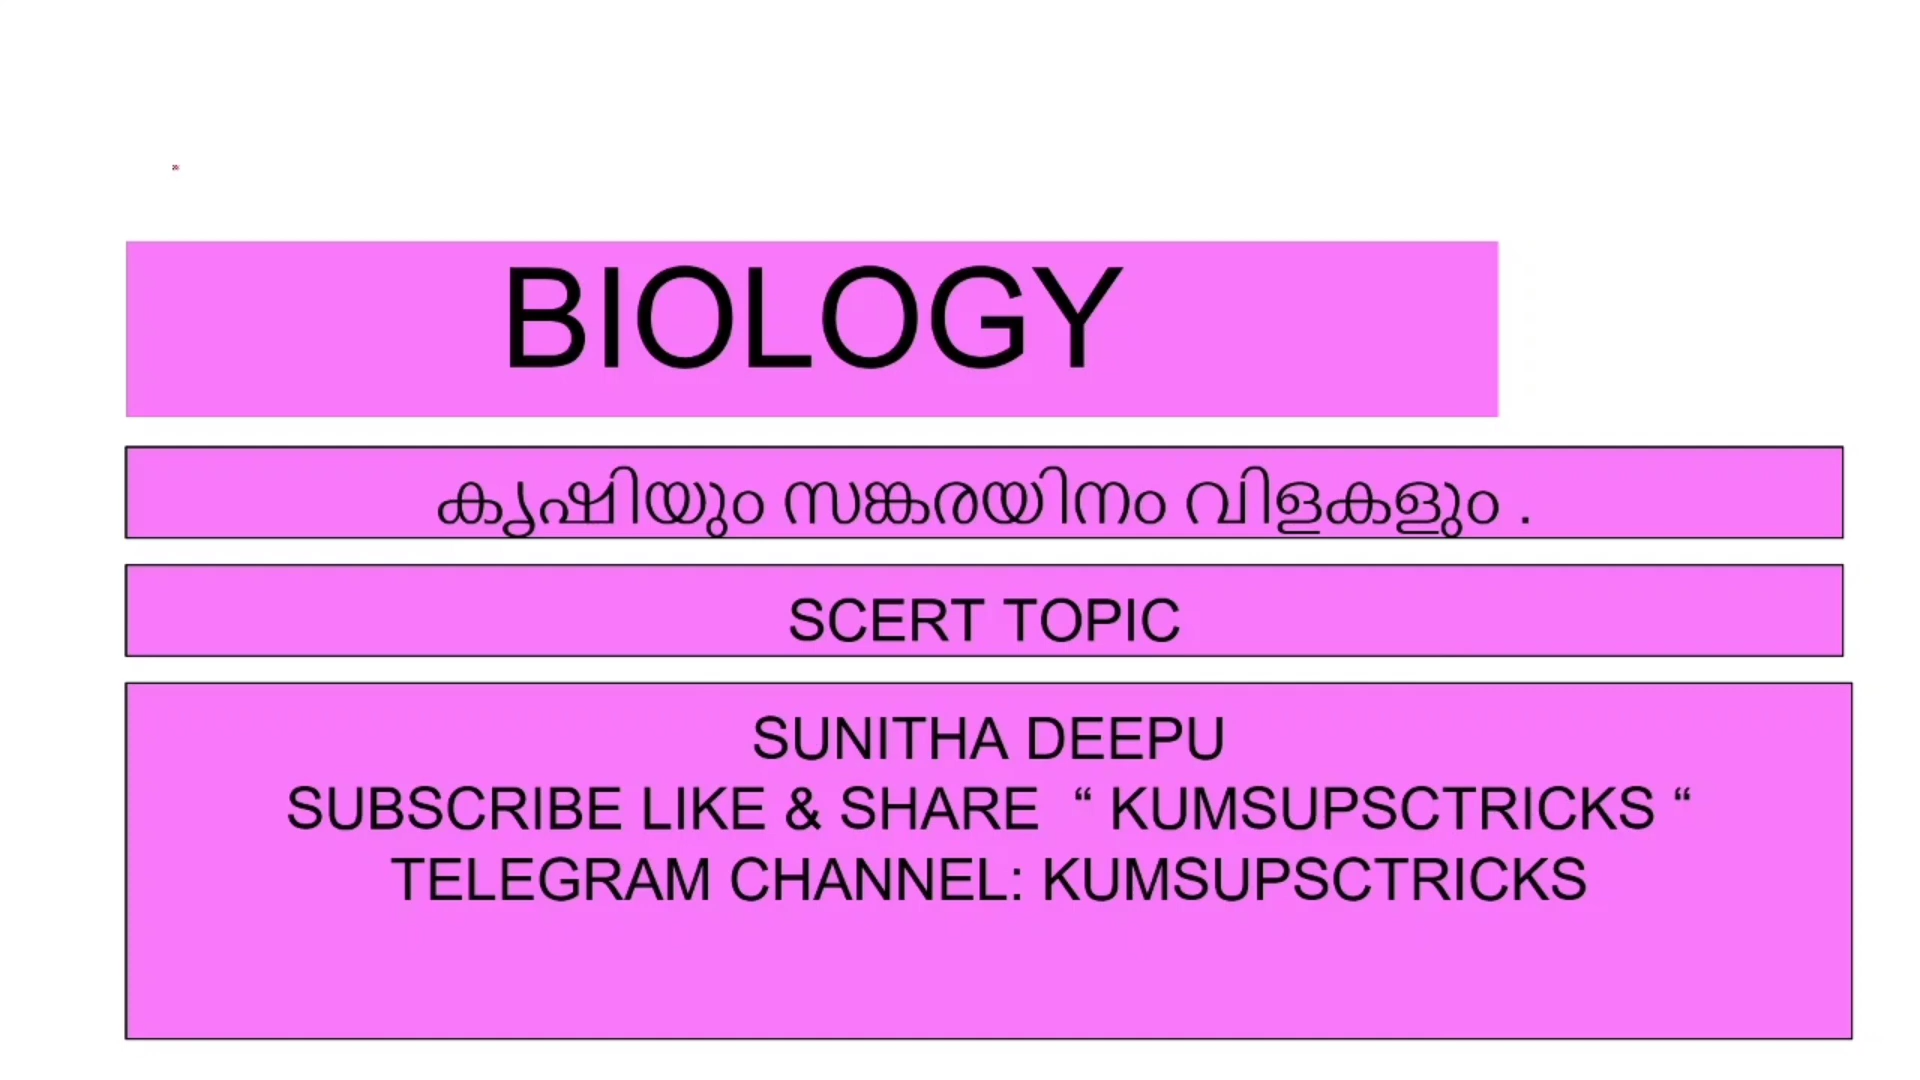 BIOLOGY
കൃഷിയും സങ്കരയിനം വിളകളും .
SCERT TOPIC
SUNITHA DEEPU
SUBSCRIBE LIKE & SHARE “ KUMSUPSCTRICKS “
TELEGRAM CHANNEL: KUMSUPSCTRICKS